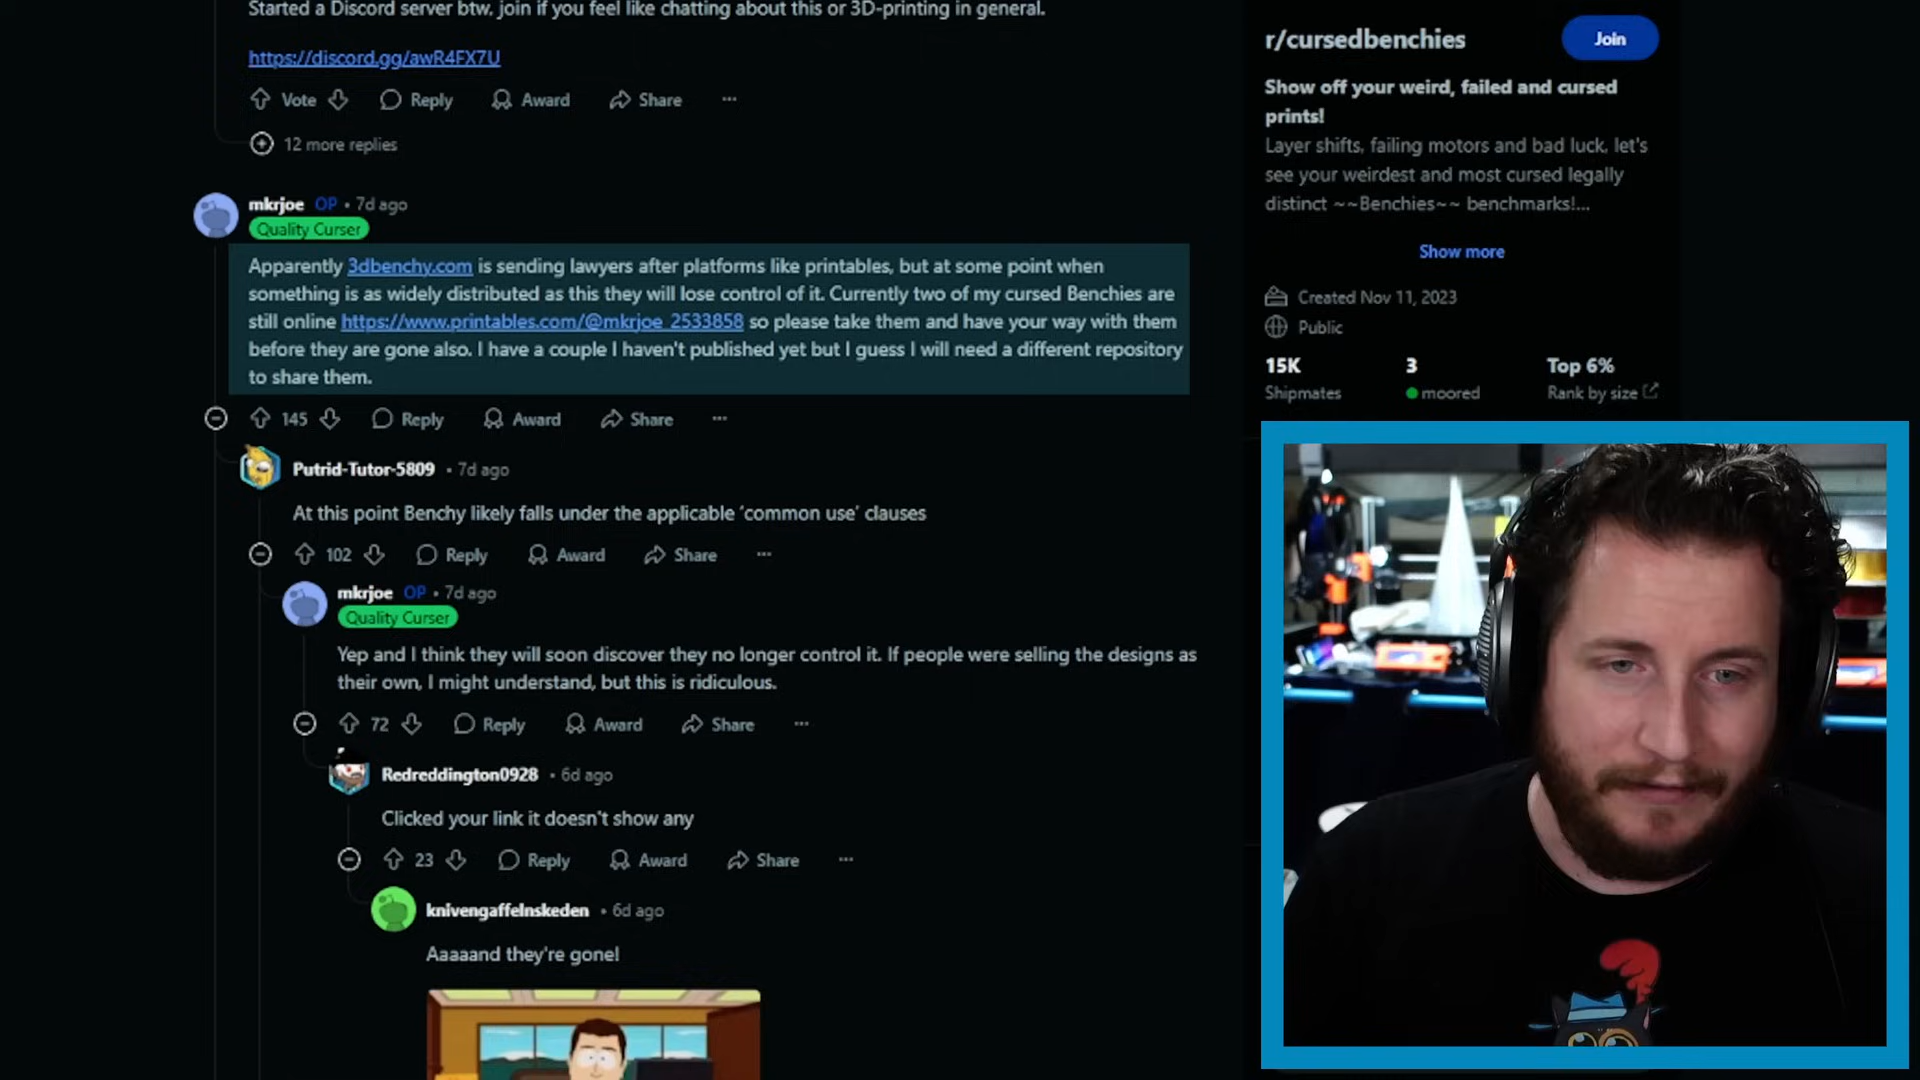 Started a Discord server btw, join if you feel like chatting about this or 3D-printing in general.
https://discord.gg/awR4FX7U
Vote Reply Award Share ...
12 more replies
mkrjoe OP • 7d ago
Quality Curser
Apparently 3dbenchy.com is sending lawyers after platforms like printables, but at some point when
something is as widely distributed as this they will lose control of it. Currently two of my cursed Benchies are
still online https://www.printables.com/@mkrjoe_2533858 so please take them and have your way with them
before they are gone also. I have a couple I haven't published yet but I guess I will need a different repository
to share them.
145 Reply Award Share ...
Putrid-Tutor-5809 • 7d ago
At this point Benchy likely falls under the applicable 'common use' clauses
102 Reply Award Share ...
mkrjoe OP • 7d ago
Quality Curser
Yep and I think they will soon discover they no longer control it. If people were selling the designs as
their own, I might understand, but this is ridiculous.
72 Reply Award Share ...
Redreddington0928 • 6d ago
Clicked your link it doesn't show any
23 Reply Award Share ...
knivengaffelnskeden • 6d ago
Aaaaand they're gone!
r/cursedbenchies Join
Show off your weird, failed and cursed
prints!
Layer shifts, failing motors and bad luck, let's
see your weirdest and most cursed legally
distinct ~~Benchies~~ benchmarks!...
Show more
Created Nov 11, 2023
Public
15K 3 Top 6%
Shipmates moored Rank by size